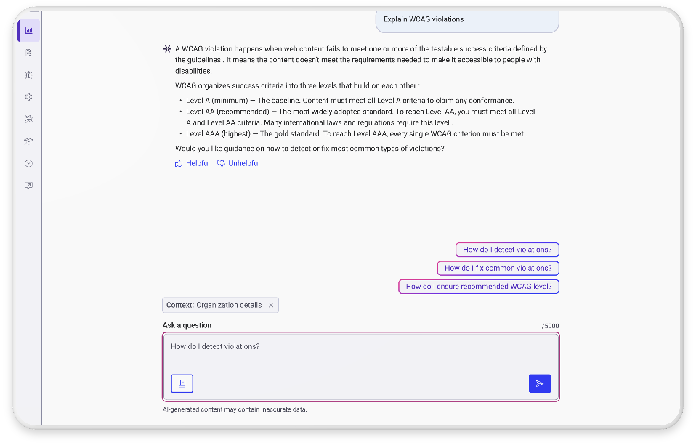 Explain WCAG violations
A WCAG violation happens when web content fails to meet one or more of the testable success criteria defined by
the guidelines. It means the content doesn't meet the requirements needed to make it accessible to people with
disabilities.
WCAG organizes success criteria into three levels that build on each other:
• Level A (minimum) — The baseline. Content must meet all Level A criteria to claim any conformance.
• Level AA (recommended) — The most widely adopted standard. To reach Level AA, you must meet all Level
A and Level AA criteria. Many international laws and regulations require this level.
• Level AAA (highest) — The gold standard. To reach Level AAA, every single WCAG criterion must be met
Would you like guidance on how to detect or fix most common types of violations?
Helpful Unhelpful
How do I detect violations?
How do I fix common violations?
How do I ensure recommended WCAG level?
Context: Organization details ×
Ask a question /5000
How do I detect violations?
AI-generated content may contain inaccurate data.